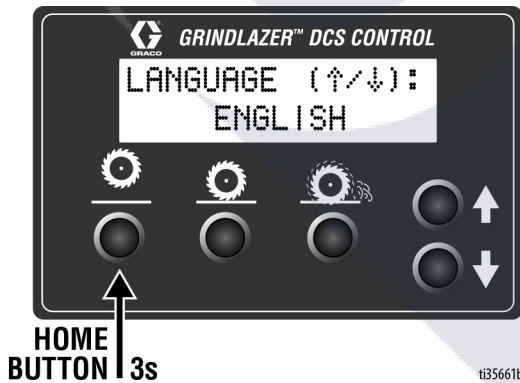 GRACO
GRINDLAZER™ DCS CONTROL
LANGUAGE (↑/↓):
ENGLISH
HOME
BUTTON 3s
ti35661b